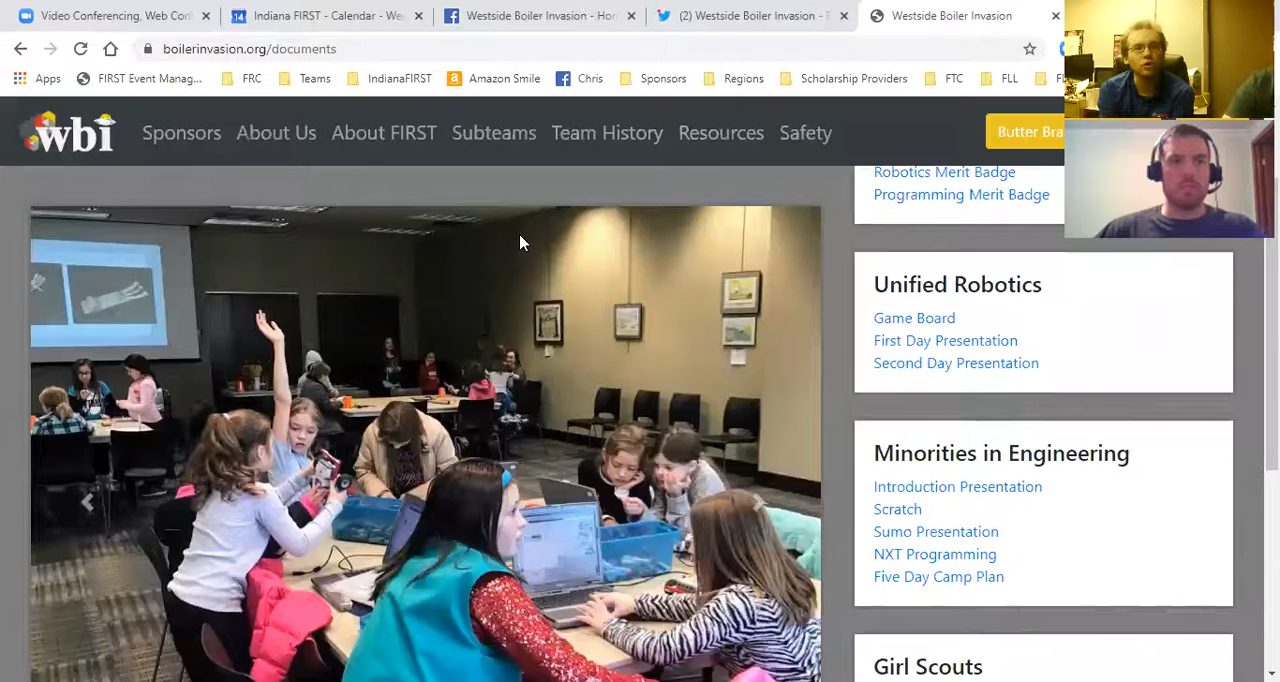 Video Conferencing, Web Con
Indiana FIRST - Calendar - We
Westside Boiler Invasion - Hom
(2) Westside Boiler Invasion -
Westside Boiler Invasion
boilerinvasion.org/documents
Apps
FIRST Event Manag...
FRC
Teams
IndianaFIRST
Amazon Smile
Chris
Sponsors
Regions
Scholarship Providers
FTC
FLL
wbi
Sponsors
About Us
About FIRST
Subteams
Team History
Resources
Safety
Butter Bra
Robotics Merit Badge
Programming Merit Badge
Unified Robotics
Game Board
First Day Presentation
Second Day Presentation
Minorities in Engineering
Introduction Presentation
Scratch
Sumo Presentation
NXT Programming
Five Day Camp Plan
Girl Scouts